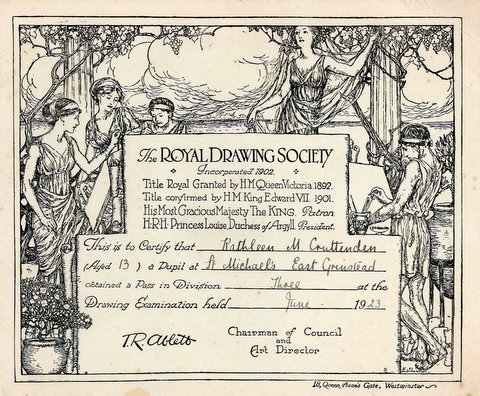 The ROYAL DRAWING SOCIETY
Incorporated 1902.
Title Royal Granted by H.M. Queen Victoria 1892.
Title confirmed by H.M. King Edward VII. 1901.
His Most Gracious Majesty The KING. Patron.
H.R.H. Princess Louise Duchess of Argyll. President.
This is to Certify that Kathleen M Cruttenden
(Aged 13) a Pupil at St Michael's East Grinstead
obtained a Pass in Division Three at the
Drawing Examination held June 1923
T.R. Ablett Chairman of Council
and
Art Director
18, Queen Anne's Gate, Westminster